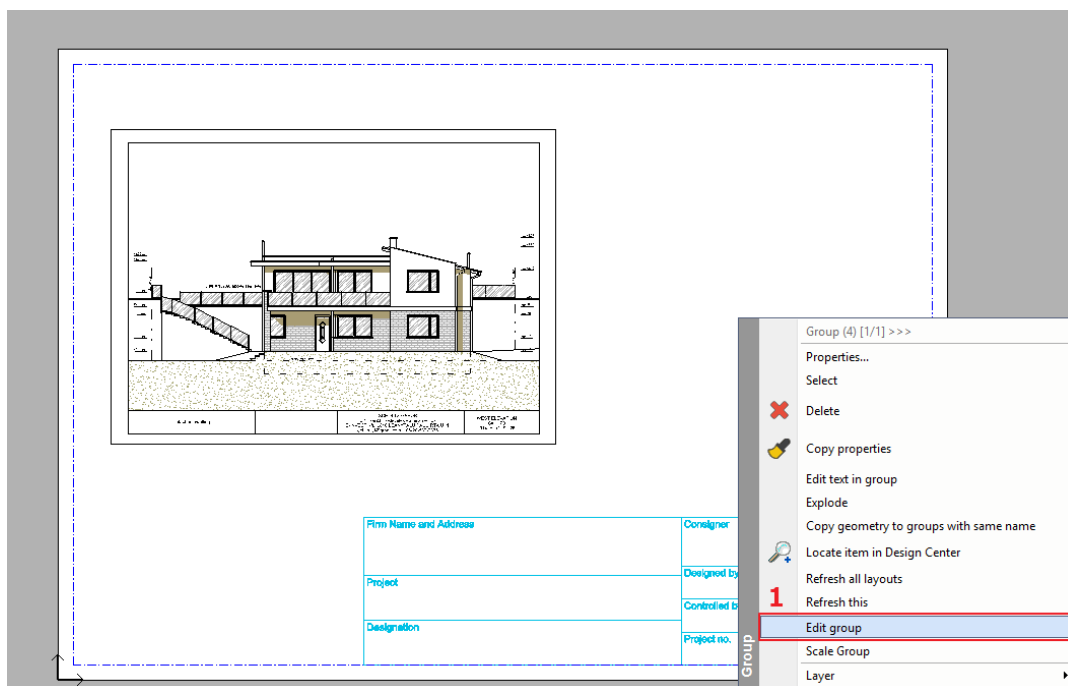 Group (4) [1/1] >>>
Properties...
Select
Delete
Copy properties
Edit text in group
Explode
Copy geometry to groups with same name
Locate item in Design Center
Refresh all layouts
1
Refresh this
Edit group
Scale Group
Layer
Group
Firm Name and Address
Consigner
Designed by
Project
Controlled b
Designation
Project no.